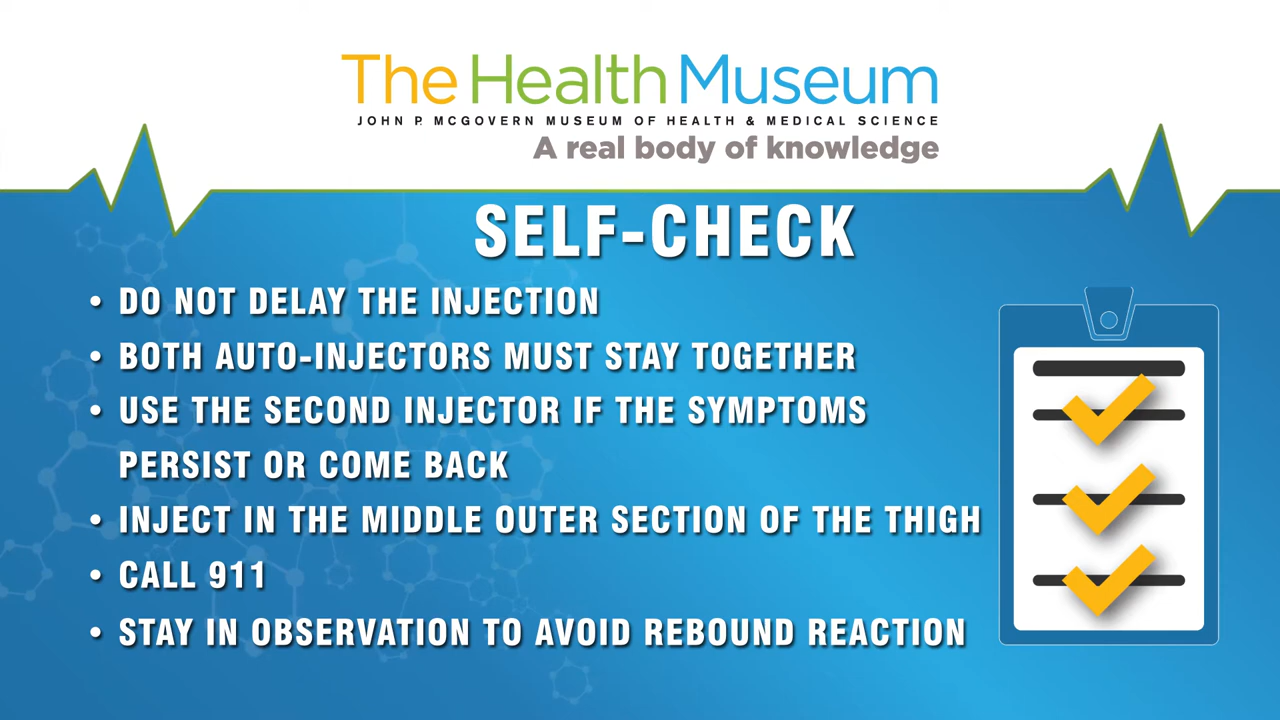 The Health Museum
JOHN P. MCGOVERN MUSEUM OF HEALTH & MEDICAL SCIENCE
A real body of knowledge
SELF-CHECK
• DO NOT DELAY THE INJECTION
• BOTH AUTO-INJECTORS MUST STAY TOGETHER
• USE THE SECOND INJECTOR IF THE SYMPTOMS
PERSIST OR COME BACK
• INJECT IN THE MIDDLE OUTER SECTION OF THE THIGH
• CALL 911
• STAY IN OBSERVATION TO AVOID REBOUND REACTION